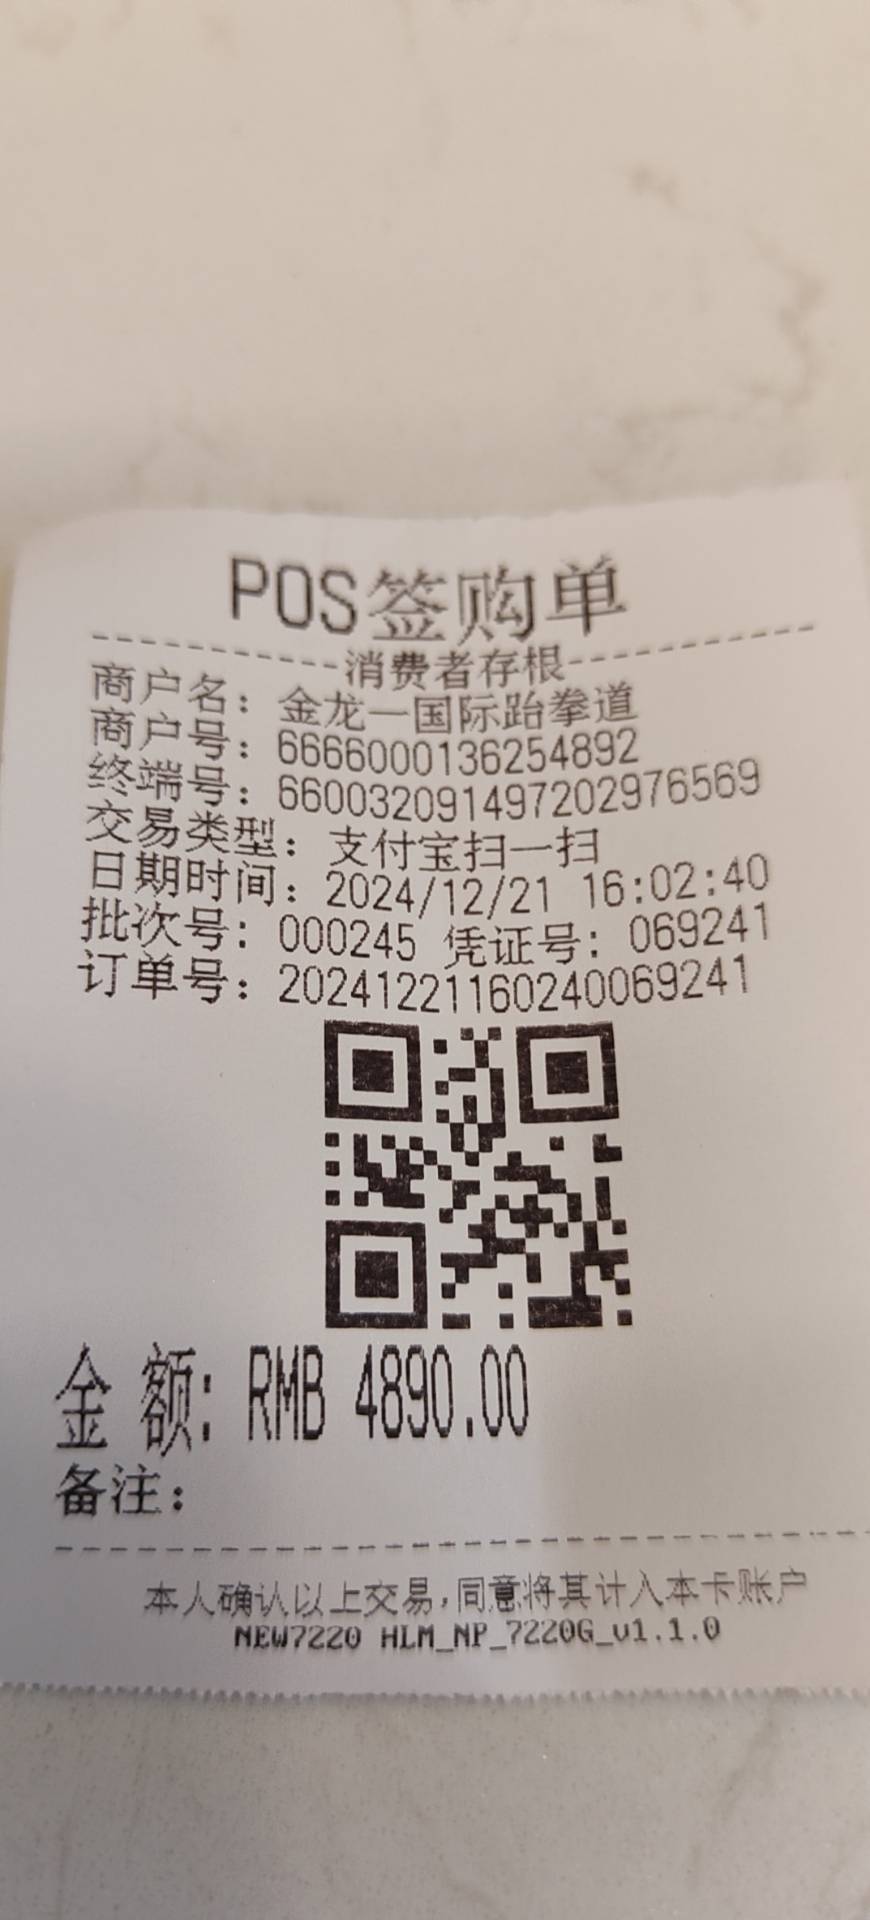 POS签购单
消费者存根
商户名：金龙一国际跆拳道
商户号：6666000136254892
终端号：660032091497202976569
交易类型：支付宝扫一扫
日期时间：2024/12/21 16:02:40
批次号：000245 凭证号：069241
订单号：20241221160240069241
金 额：RMB 4890.00
备注：
本人确认以上交易,同意将其计入本卡账户
NEW7220 HLM_NP_7220G_v1.1.0